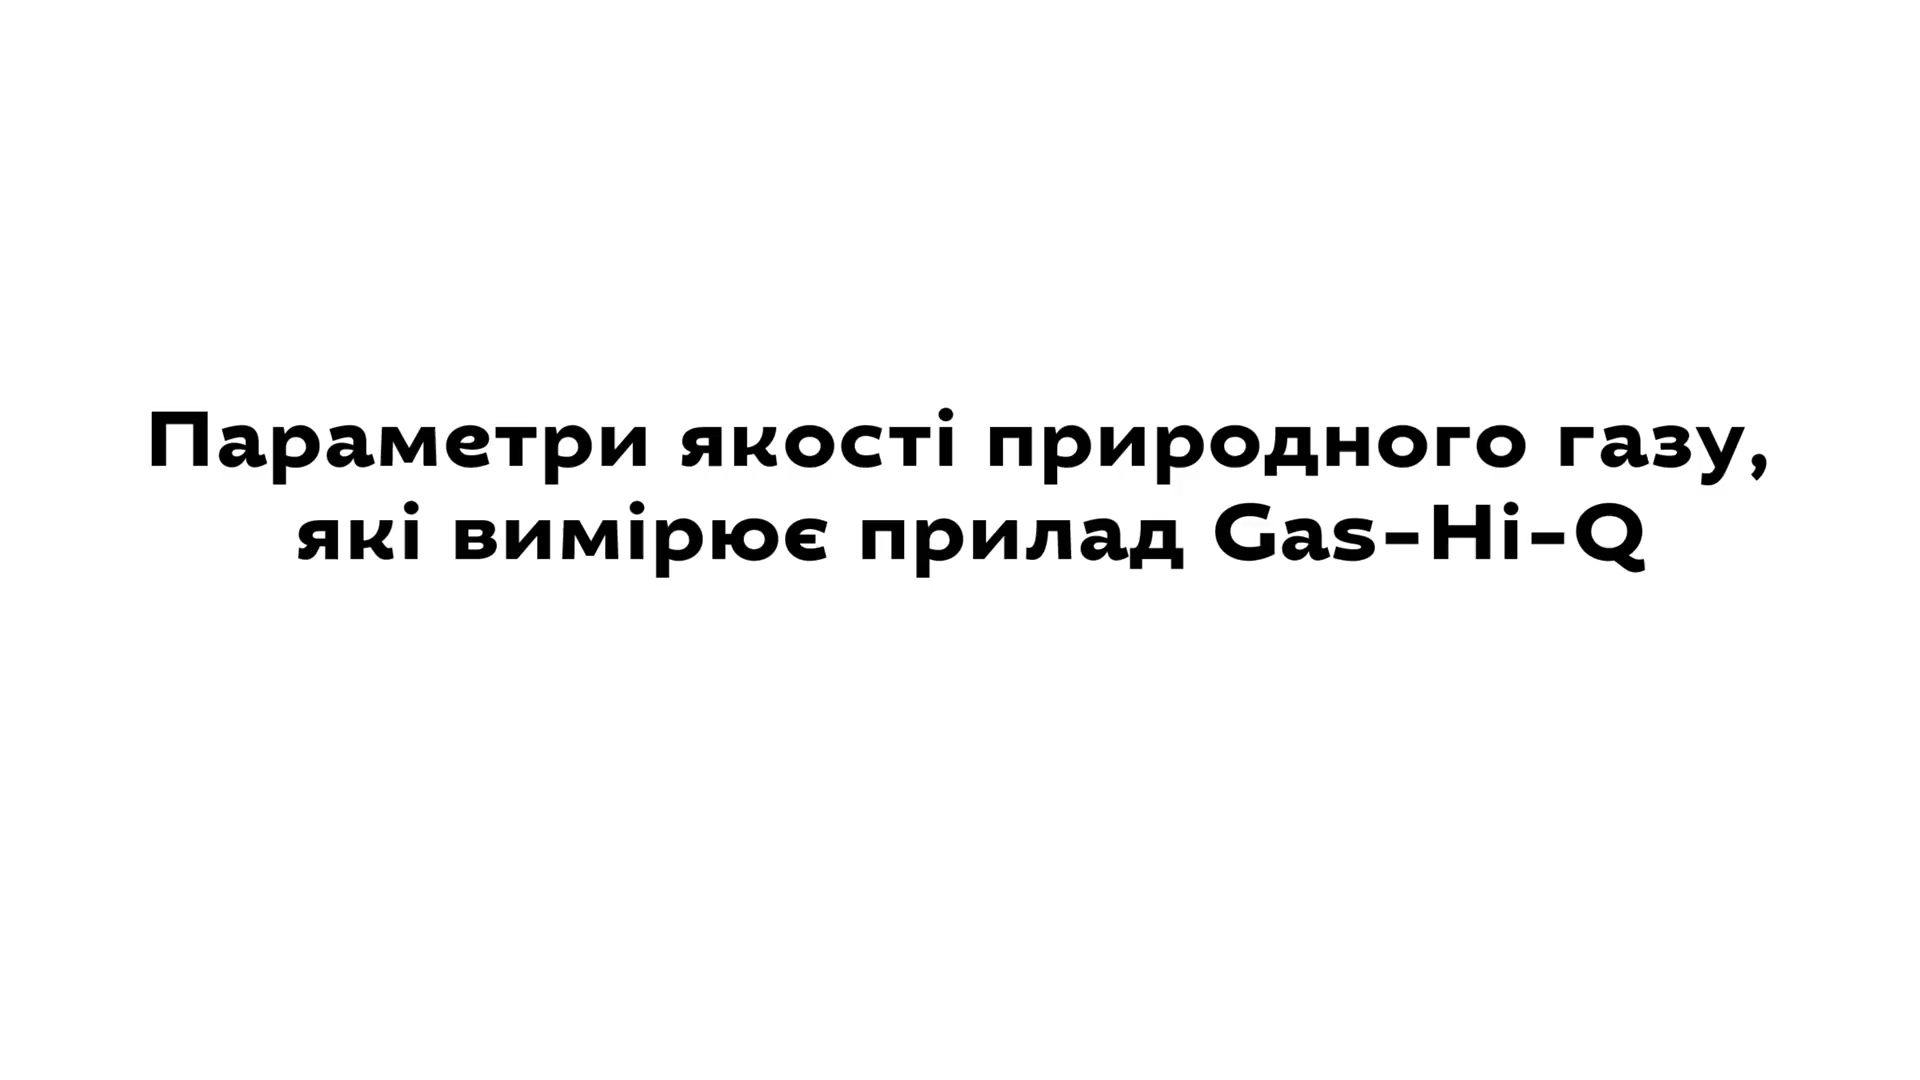 Параметри якості природного газу,
які вимірює прилад Gas-Hi-Q